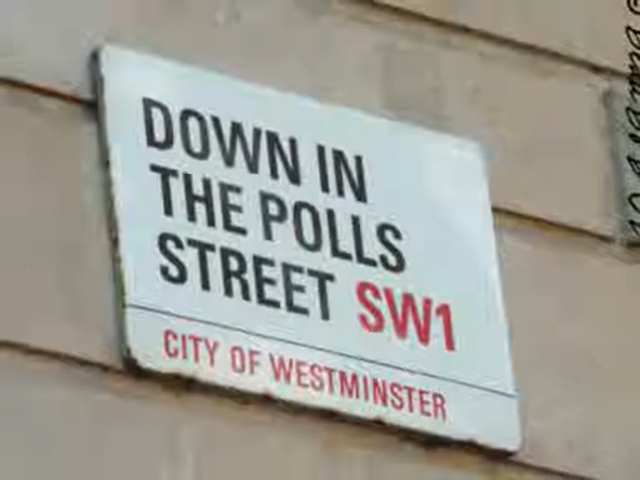 DOWN IN
THE POLLS
STREET SW1
CITY OF WESTMINSTER